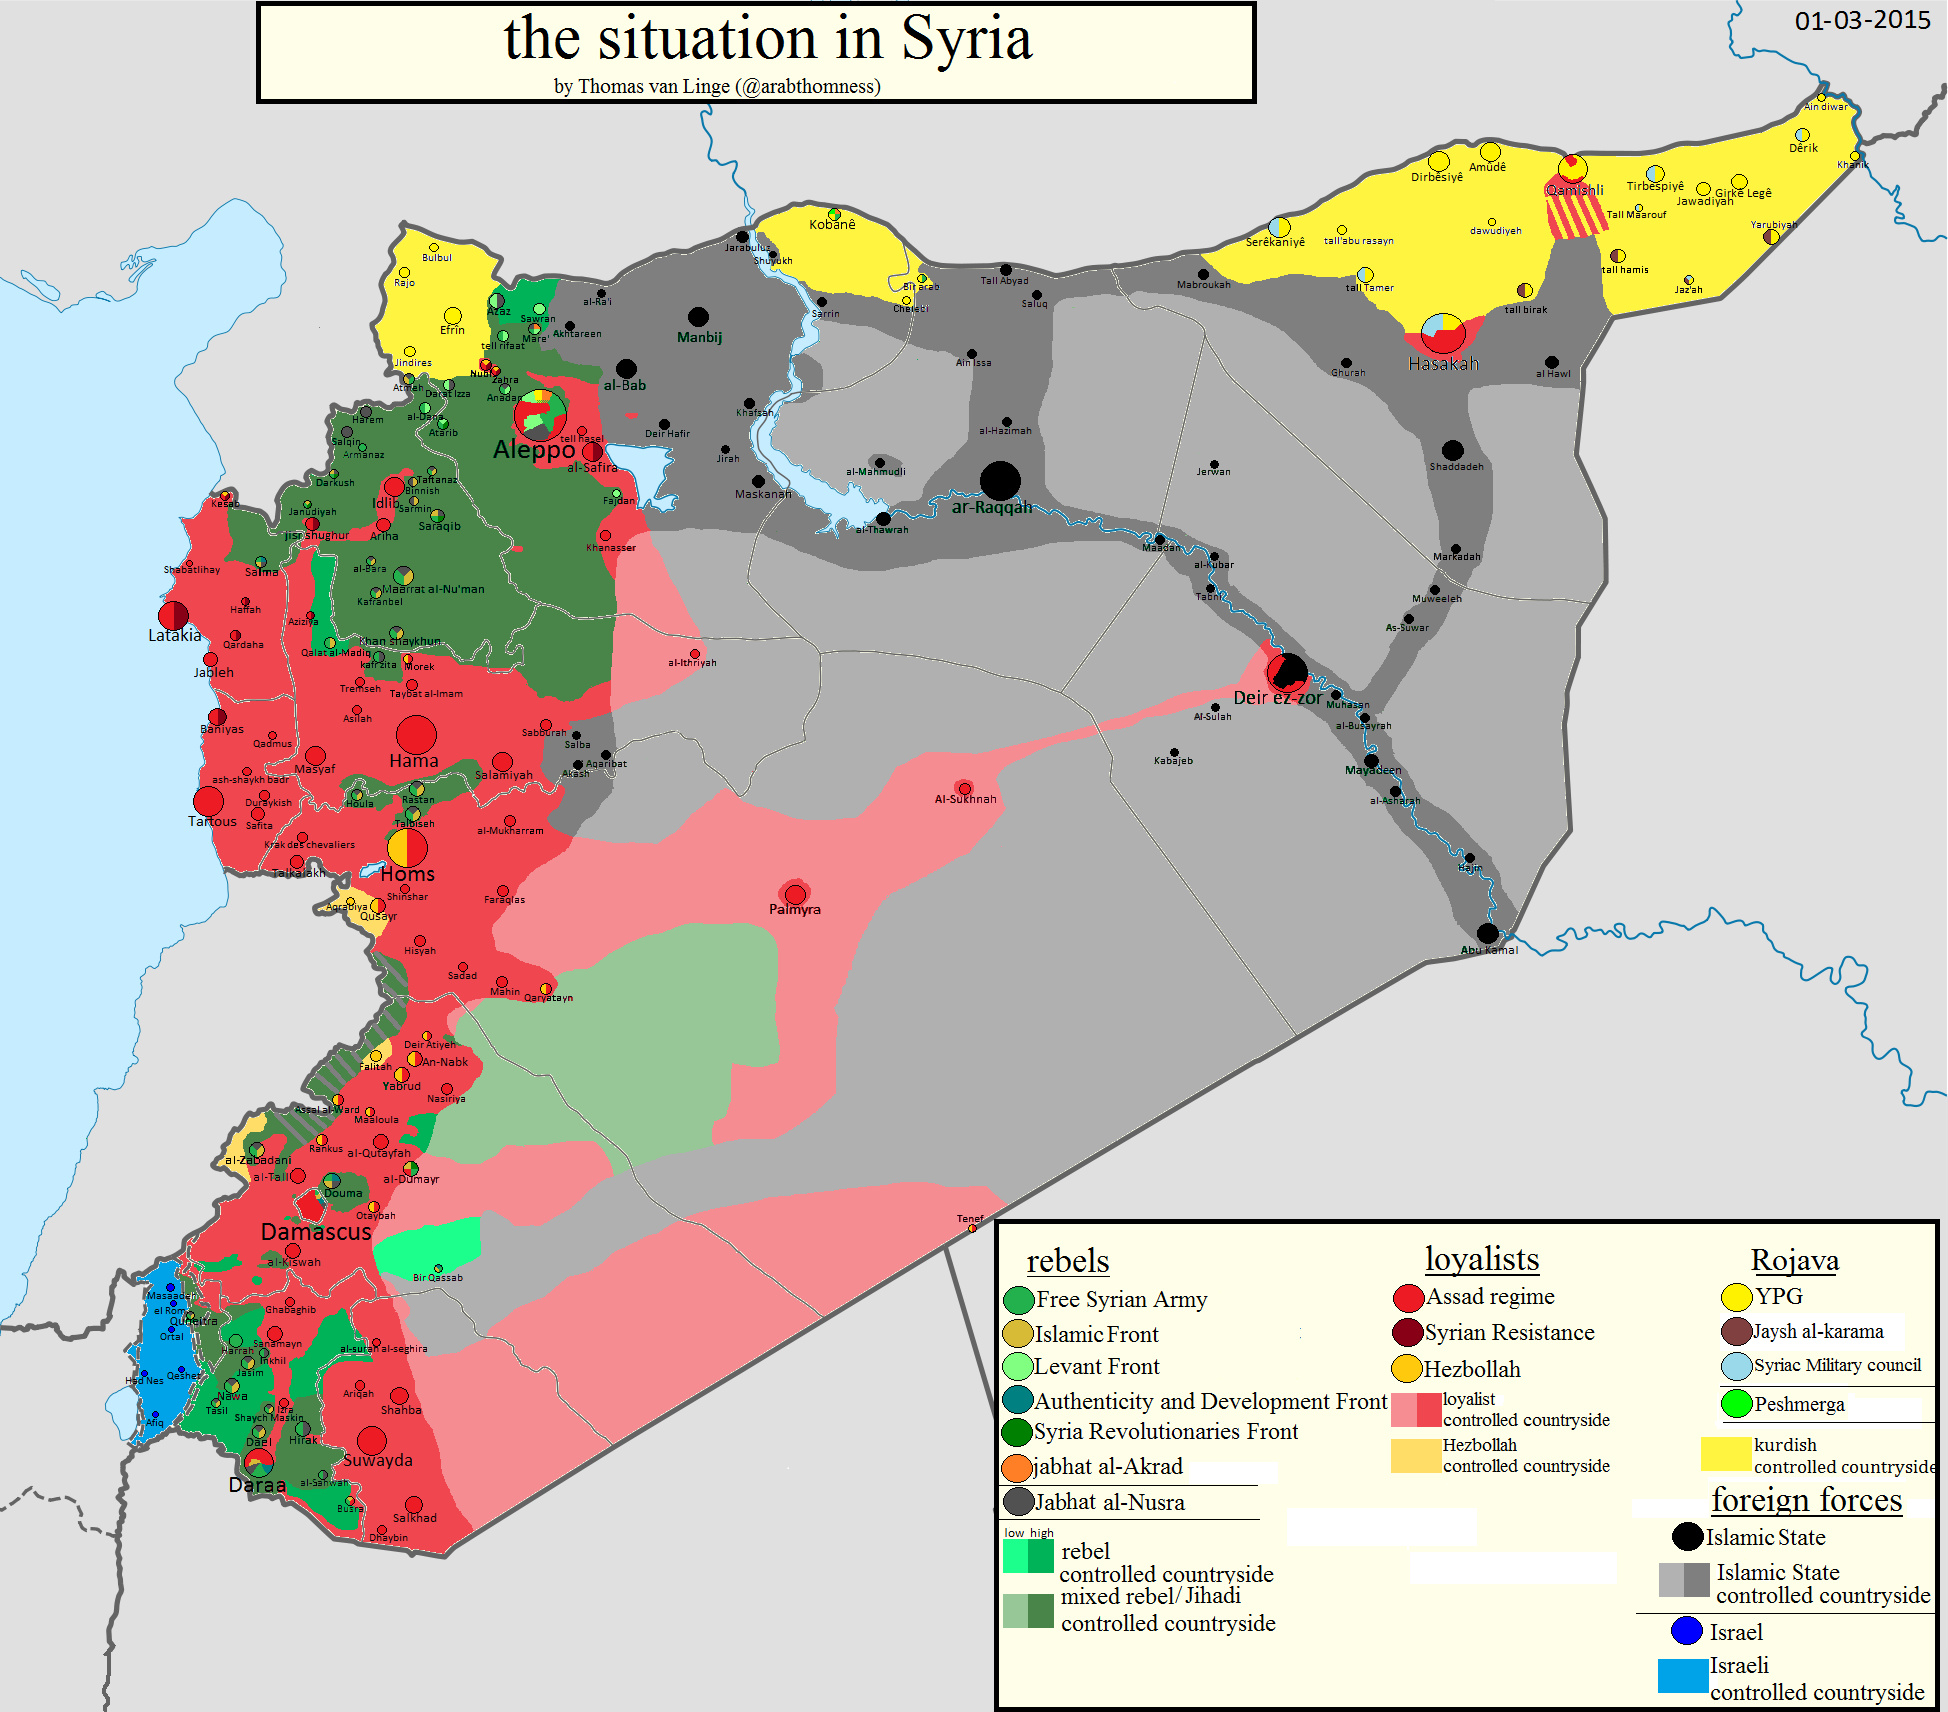 the situation in Syria
by Thomas van Linge (@arabthomness)
01-03-2015
Ain diwar
Dêrik
Khanik
Dirbêsiyê
Amûdê
Qamishli
Tirbespiyê
Jawadiyah
Girkê Legê
Tall Maarouf
Yarubiyah
Serêkaniyê
tall'abu rasayn
dawudiyeh
tall hamis
Jaz'ah
tall Tamer
tall birak
Mabroukah
Hasakah
Ghurah
al Hawl
Kobanê
Jarabulus
Shuyukh
Bir arab
Chelebi
Tall Abyad
Saluq
Sarrin
Ain Issa
Bulbul
Rajo
Efrin
Jindires
Azaz
Sawran
Mare'
tell rifaat
al-Ra'i
Akhtareen
Manbij
al-Bab
Nubl
Zahra
Atmeh
Darat Izza
Anadan
Khafsah
Deir Hafir
Jirah
Maskanah
Harem
al-Dana
Atarib
Salqin
Armanaz
Aleppo
tell hasel
al-Safira
Fajdan
al-Mahmudli
al-Hazimah
ar-Raqqah
al-Thawrah
Jerwan
Shaddadeh
Markadah
Darkush
Taftanaz
Binnish
Idlib
Sarmin
Saraqib
Kesab
Janudiyah
jisr shughur
Ariha
Khanasser
Maadan
al-Kubar
Tabni
Muweeleh
As-Suwar
Shabatlihay
Salma
al-Bara
Maarrat al-Nu'man
Kafranbel
Haffah
Aziziya
Latakia
Qardaha
Qalat al-Madiq
Khan shaykhun
kafrzita
Morek
Jableh
Tremseh
Taybat al-Imam
al-Ithriyah
Deir ez-zor
Muhasan
Al-Sulah
al-Busayrah
Asilah
Baniyas
Qadmus
Hama
Sabburah
Salba
Aqaribat
Akash
Kabajeb
Mayadeen
al-Asharah
Masyaf
Salamiyah
ash-shaykh badr
Al-Sukhnah
Duraykish
Houla
Rastan
Tartous
Safita
Talbiseh
al-Mukharram
Krak des chevaliers
Talkalakh
Homs
Hajin
Shinshar
Faraqlas
Palmyra
Aqrabiya
Qusayr
Abu Kamal
Hisyah
Sadad
Mahin
Qaryatayn
Deir Atiyeh
Falitah
An-Nabk
Yabrud
Nasiriya
Assal al-Ward
Maaloula
Rankus
al-Qutayfah
al-Zabadani
al-Tall
al-Dumayr
Douma
Otaybah
Damascus
al-Kiswah
Tenef
Bir Qassab
Masaadeh
el Rom
Quneitra
Ortal
Ghabaghib
Sanamayn
Harrah
Inkhil
al-surah al-seghira
Jasim
Had Nes
Qesher
Nawa
Tasil
Ariqah
Shahba
Shaych Maskin
Izra
Afiq
Dael
Hirak
Suwayda
Daraa
al-Sahwah
Busra
Salkhad
Dhaybin
rebels
Free Syrian Army
Islamic Front
Levant Front
Authenticity and Development Front
Syria Revolutionaries Front
jabhat al-Akrad
Jabhat al-Nusra
low high
rebel
controlled countryside
mixed rebel/Jihadi
controlled countryside
loyalists
Assad regime
Syrian Resistance
Hezbollah
loyalist
controlled countryside
Hezbollah
controlled countryside
Rojava
YPG
Jaysh al-karama
Syriac Military council
Peshmerga
kurdish
controlled countryside
foreign forces
Islamic State
Islamic State
controlled countryside
Israel
Israeli
controlled countryside